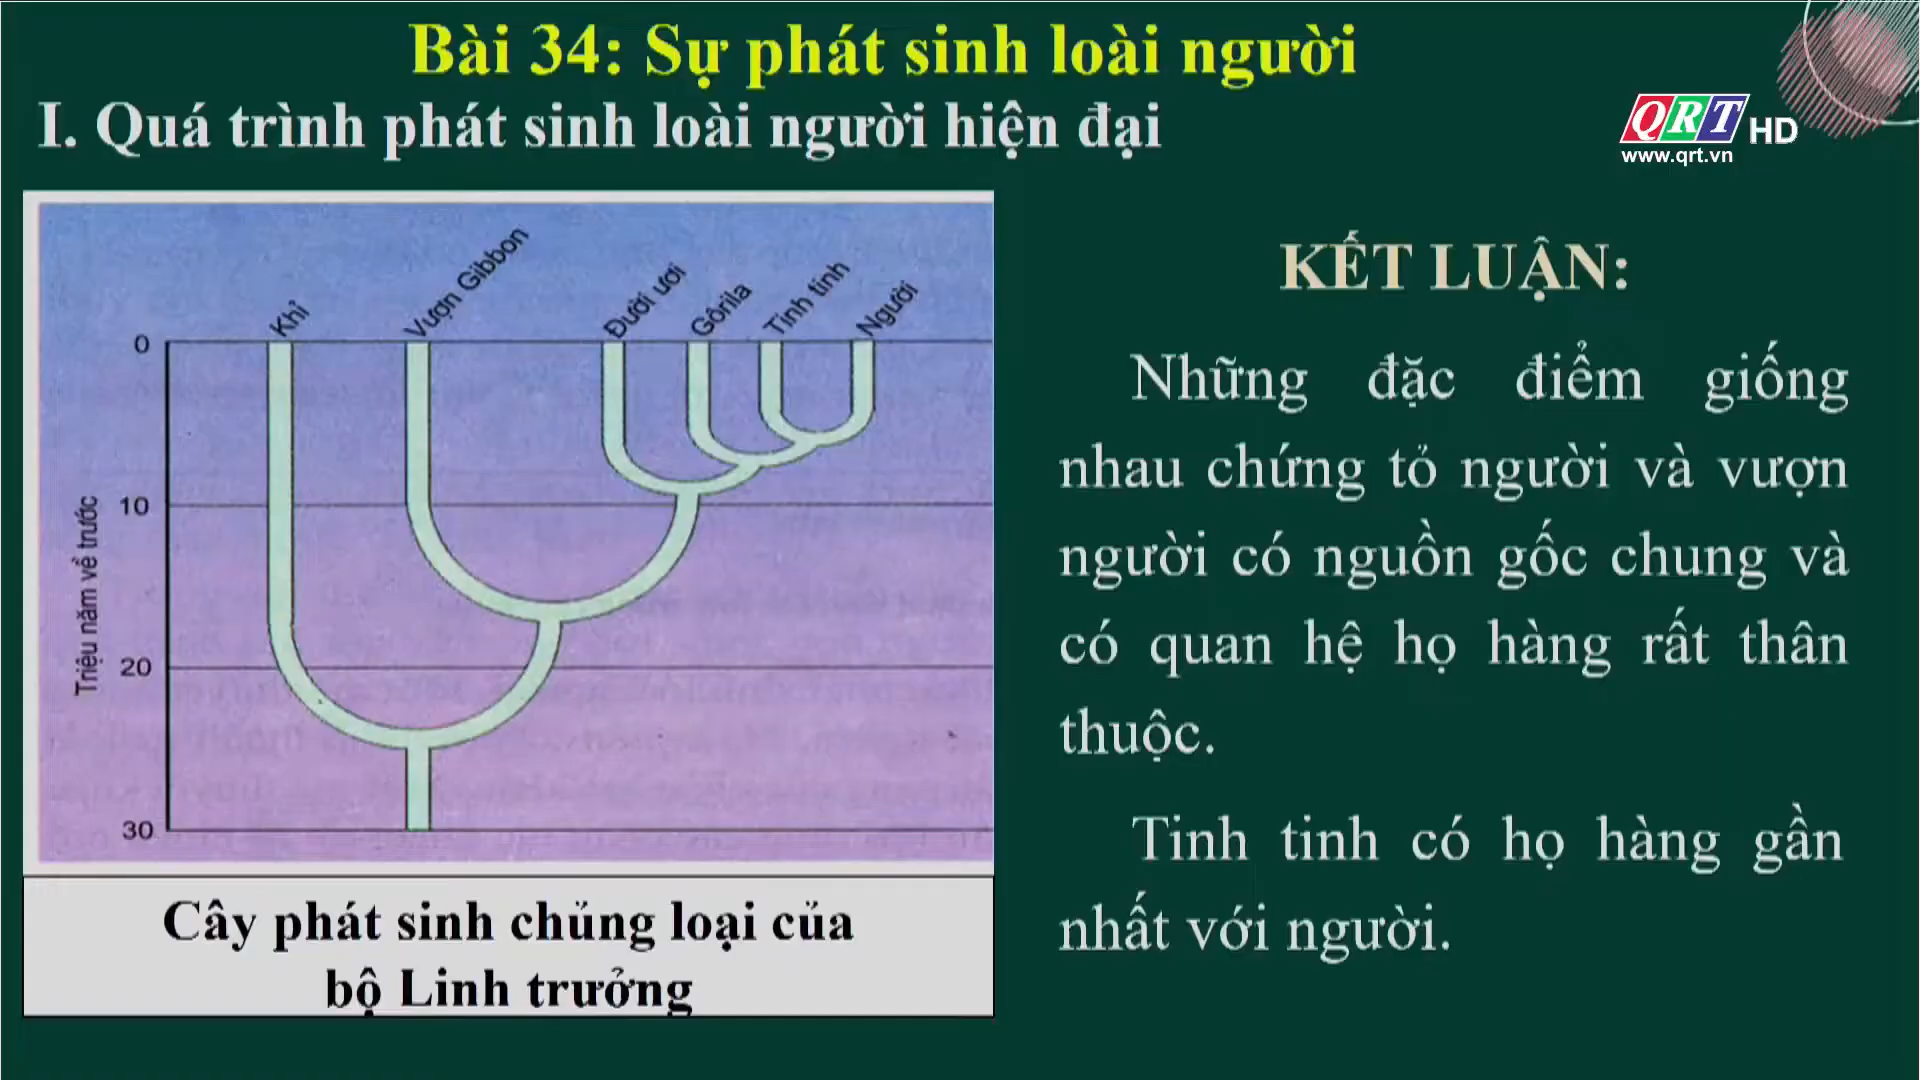 Bài 34: Sự phát sinh loài người
I. Quá trình phát sinh loài người hiện đại
QRT HD
www.qrt.vn
Khỉ
Vượn Gibbon
Đười ươi
Gôrila
Tinh tinh
Người
0
10
20
30
Triệu năm về trước
Cây phát sinh chủng loại của
bộ Linh trưởng
KẾT LUẬN:
Những đặc điểm giống
nhau chứng tỏ người và vượn
người có nguồn gốc chung và
có quan hệ họ hàng rất thân
thuộc.
Tinh tinh có họ hàng gần
nhất với người.